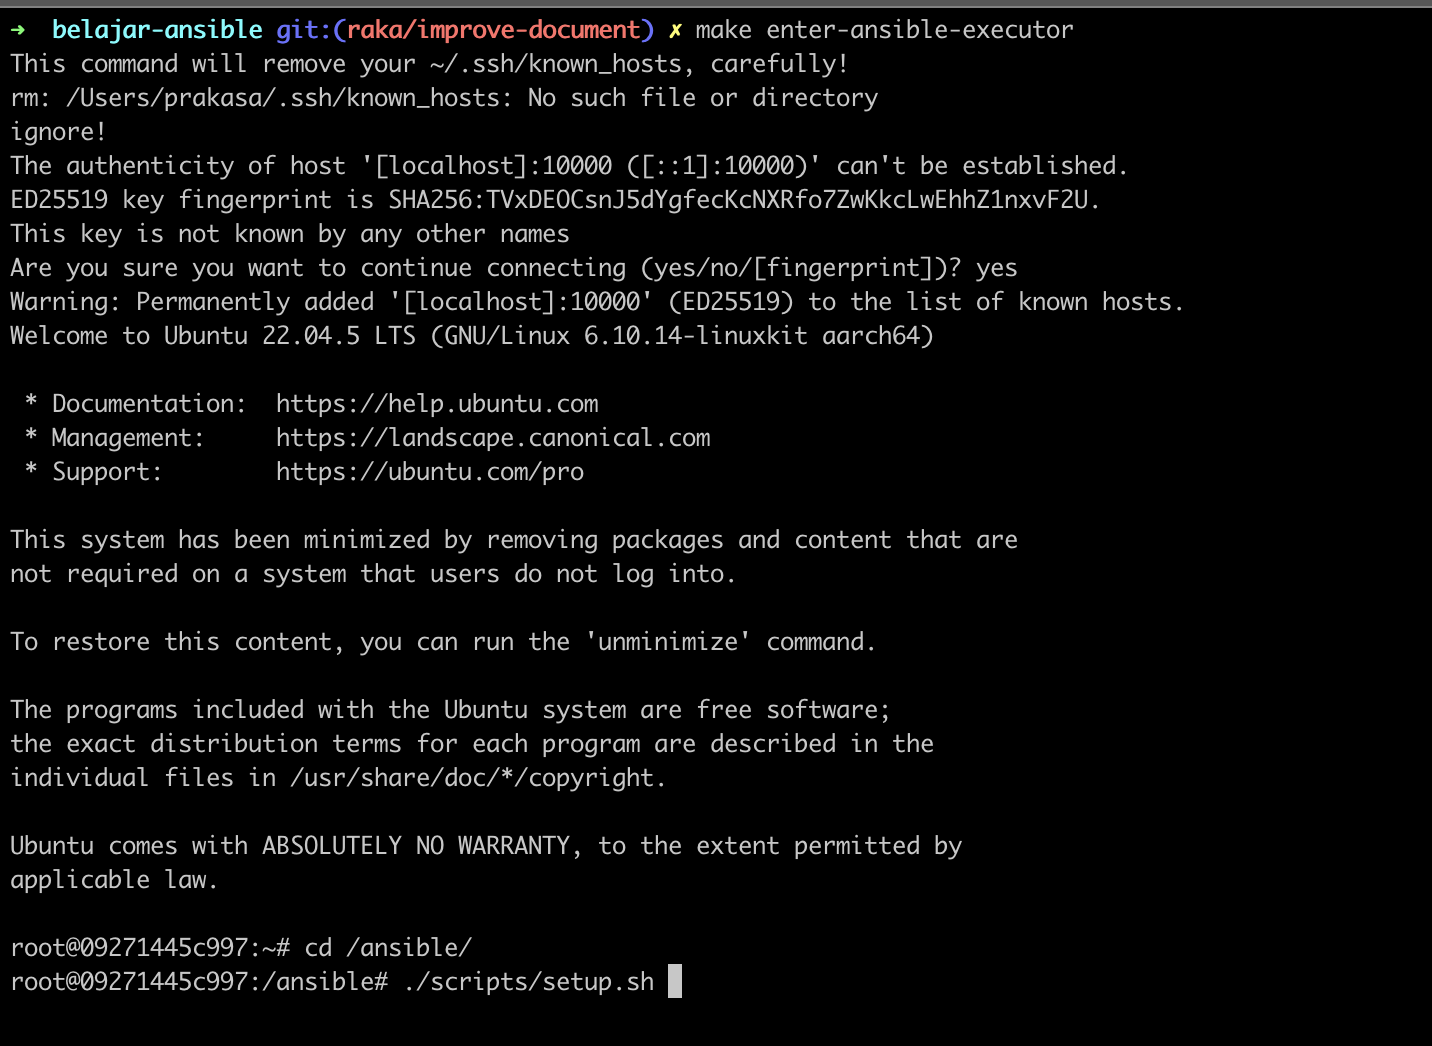 ➜  belajar-ansible git:(raka/improve-document) ✗ make enter-ansible-executor
This command will remove your ~/.ssh/known_hosts, carefully!
rm: /Users/prakasa/.ssh/known_hosts: No such file or directory
ignore!
The authenticity of host '[localhost]:10000 ([::1]:10000)' can't be established.
ED25519 key fingerprint is SHA256:TVxDEOCsnJ5dYgfecKcNXRfo7ZwKkcLwEhhZ1nxvF2U.
This key is not known by any other names
Are you sure you want to continue connecting (yes/no/[fingerprint])? yes
Warning: Permanently added '[localhost]:10000' (ED25519) to the list of known hosts.
Welcome to Ubuntu 22.04.5 LTS (GNU/Linux 6.10.14-linuxkit aarch64)

 * Documentation:  https://help.ubuntu.com
 * Management:     https://landscape.canonical.com
 * Support:        https://ubuntu.com/pro

This system has been minimized by removing packages and content that are
not required on a system that users do not log into.

To restore this content, you can run the 'unminimize' command.

The programs included with the Ubuntu system are free software;
the exact distribution terms for each program are described in the
individual files in /usr/share/doc/*/copyright.

Ubuntu comes with ABSOLUTELY NO WARRANTY, to the extent permitted by
applicable law.

root@09271445c997:~# cd /ansible/
root@09271445c997:/ansible# ./scripts/setup.sh